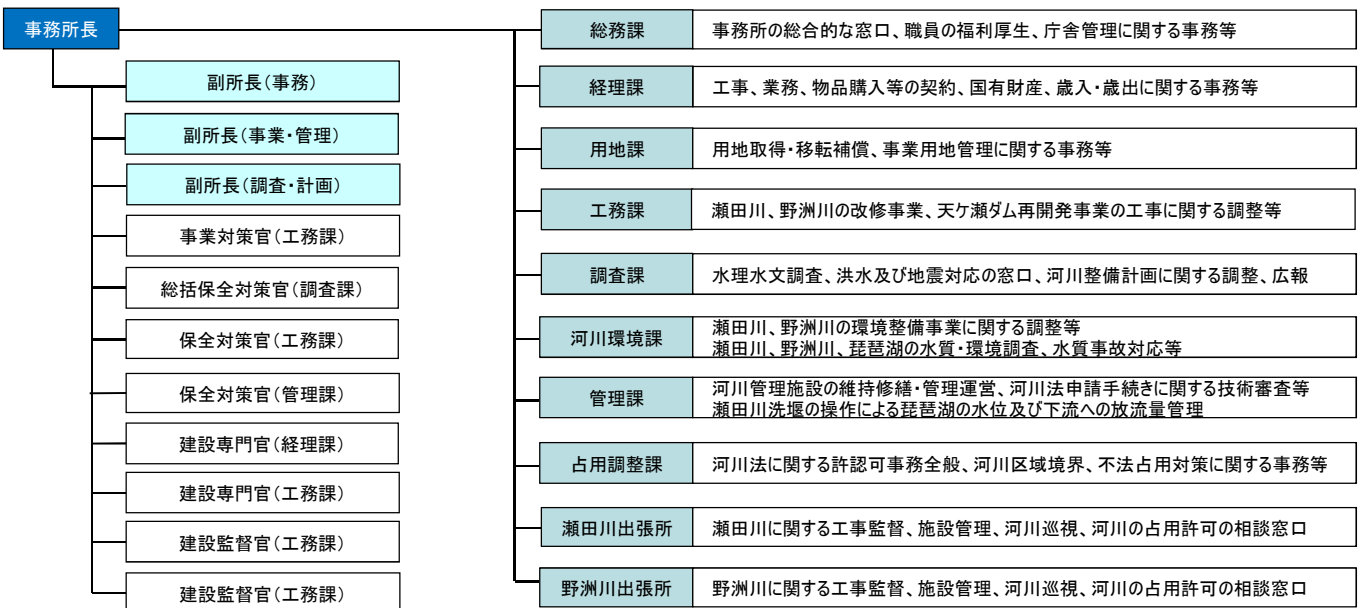 事務所長
副所長(事務)
副所長(事業・管理)
副所長(調査・計画)
事業対策官(工務課)
総括保全対策官(調査課)
保全対策官(工務課)
保全対策官(管理課)
建設専門官(経理課)
建設専門官(工務課)
建設監督官(工務課)
建設監督官(工務課)
総務課 事務所の総合的な窓口、職員の福利厚生、庁舎管理に関する事務等
経理課 工事、業務、物品購入等の契約、国有財産、歳入・歳出に関する事務等
用地課 用地取得・移転補償、事業用地管理に関する事務等
工務課 瀬田川、野洲川の改修事業、天ケ瀬ダム再開発事業の工事に関する調整等
調査課 水理水文調査、洪水及び地震対応の窓口、河川整備計画に関する調整、広報
河川環境課 瀬田川、野洲川の環境整備事業に関する調整等
瀬田川、野洲川、琵琶湖の水質・環境調査、水質事故対応等
管理課 河川管理施設の維持修繕・管理運営、河川法申請手続きに関する技術審査等
瀬田川洗堰の操作による琵琶湖の水位及び下流への放流量管理
占用調整課 河川法に関する許認可事務全般、河川区域境界、不法占用対策に関する事務等
瀬田川出張所 瀬田川に関する工事監督、施設管理、河川巡視、河川の占用許可の相談窓口
野洲川出張所 野洲川に関する工事監督、施設管理、河川巡視、河川の占用許可の相談窓口